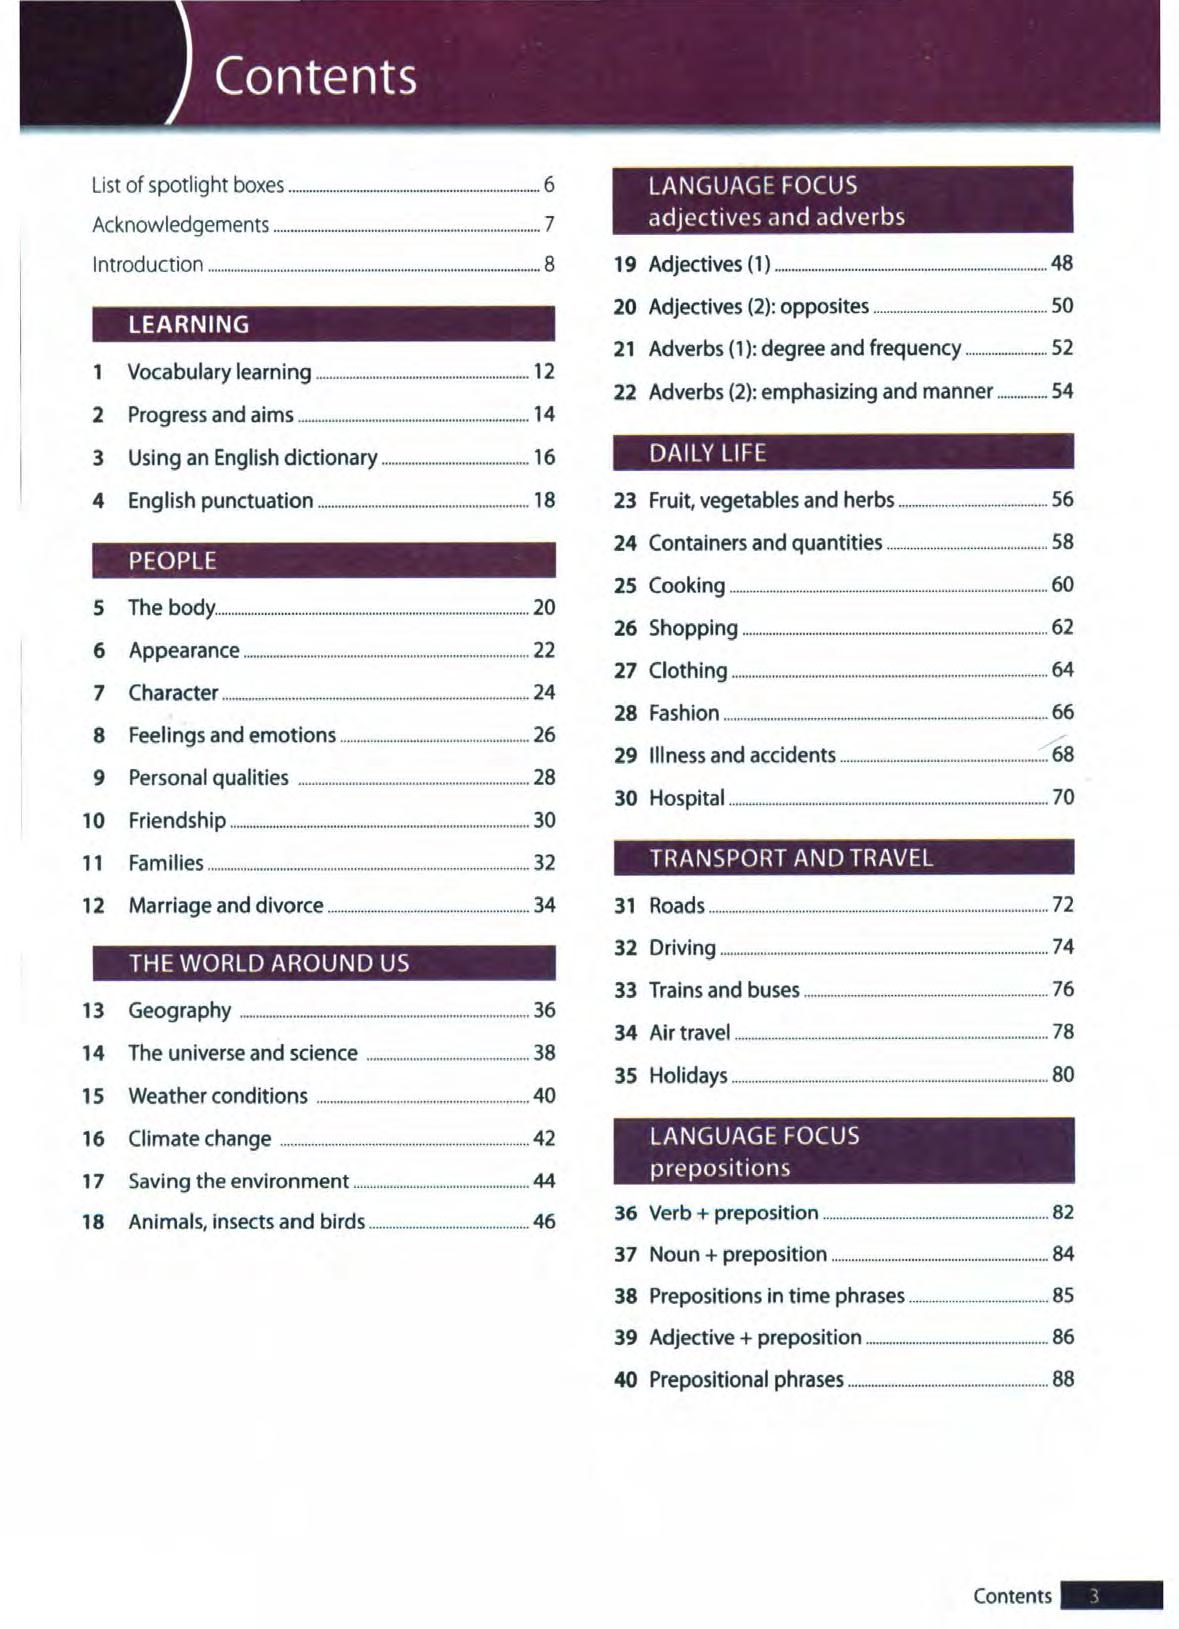 Contents
List of spotlight boxes 6
Acknowledgements 7
Introduction 8
LEARNING
1 Vocabulary learning 12
2 Progress and aims 14
3 Using an English dictionary 16
4 English punctuation 18
PEOPLE
5 The body 20
6 Appearance 22
7 Character 24
8 Feelings and emotions 26
9 Personal qualities 28
10 Friendship 30
11 Families 32
12 Marriage and divorce 34
THE WORLD AROUND US
13 Geography 36
14 The universe and science 38
15 Weather conditions 40
16 Climate change 42
17 Saving the environment 44
18 Animals, insects and birds 46
LANGUAGE FOCUS
adjectives and adverbs
19 Adjectives (1) 48
20 Adjectives (2): opposites 50
21 Adverbs (1): degree and frequency 52
22 Adverbs (2): emphasizing and manner 54
DAILY LIFE
23 Fruit, vegetables and herbs 56
24 Containers and quantities 58
25 Cooking 60
26 Shopping 62
27 Clothing 64
28 Fashion 66
29 Illness and accidents 68
30 Hospital 70
TRANSPORT AND TRAVEL
31 Roads 72
32 Driving 74
33 Trains and buses 76
34 Air travel 78
35 Holidays 80
LANGUAGE FOCUS
prepositions
36 Verb + preposition 82
37 Noun + preposition 84
38 Prepositions in time phrases 85
39 Adjective + preposition 86
40 Prepositional phrases 88
Contents 3